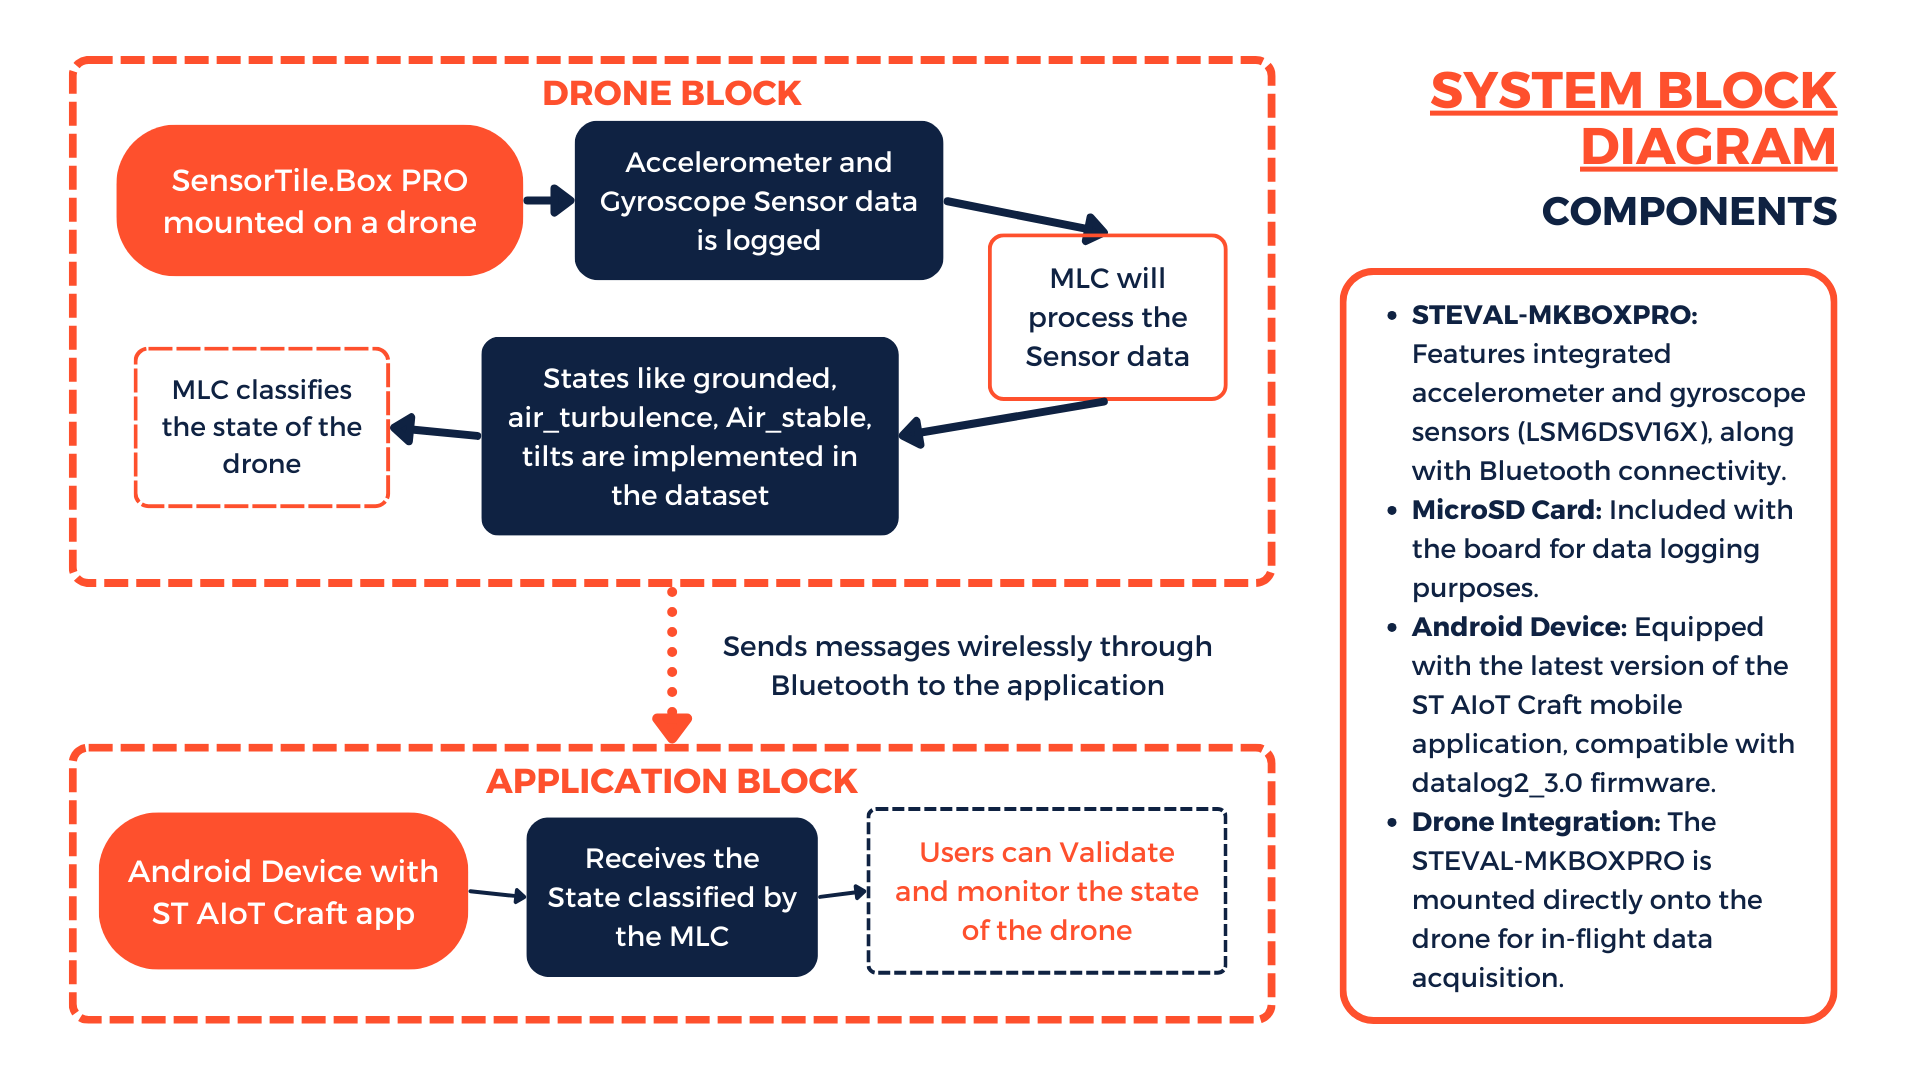 DRONE BLOCK
SensorTile.Box PRO
mounted on a drone
Accelerometer and
Gyroscope Sensor data
is logged
MLC will
process the
Sensor data
States like grounded,
air_turbulence, Air_stable,
tilts are implemented in
the dataset
MLC classifies
the state of the
drone
Sends messages wirelessly through
Bluetooth to the application
APPLICATION BLOCK
Android Device with
ST AIoT Craft app
Receives the
State classified by
the MLC
Users can Validate
and monitor the state
of the drone
SYSTEM BLOCK
DIAGRAM
COMPONENTS
• STEVAL-MKBOXPRO:
Features integrated
accelerometer and gyroscope
sensors (LSM6DSV16X), along
with Bluetooth connectivity.
• MicroSD Card: Included with
the board for data logging
purposes.
• Android Device: Equipped
with the latest version of the
ST AIoT Craft mobile
application, compatible with
datalog2_3.0 firmware.
• Drone Integration: The
STEVAL-MKBOXPRO is
mounted directly onto the
drone for in-flight data
acquisition.